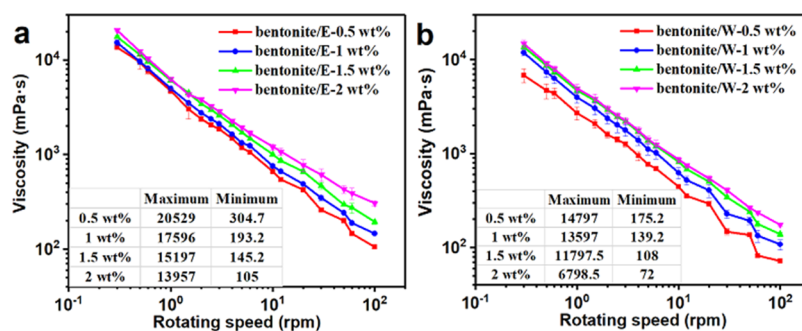 a
bentonite/E-0.5 wt%
bentonite/E-1 wt%
bentonite/E-1.5 wt%
bentonite/E-2 wt%
10^4
10^3
10^2
Viscosity (mPa·s)
Maximum Minimum
0.5 wt% 20529 304.7
1 wt% 17596 193.2
1.5 wt% 15197 145.2
2 wt% 13957 105
10^-1 10^0 10^1 10^2
Rotating speed (rpm)
b
bentonite/W-0.5 wt%
bentonite/W-1 wt%
bentonite/W-1.5 wt%
bentonite/W-2 wt%
10^4
10^3
10^2
Viscosity (mPa·s)
Maximum Minimum
0.5 wt% 14797 175.2
1 wt% 13597 139.2
1.5 wt% 11797.5 108
2 wt% 6798.5 72
10^-1 10^0 10^1 10^2
Rotating speed (rpm)